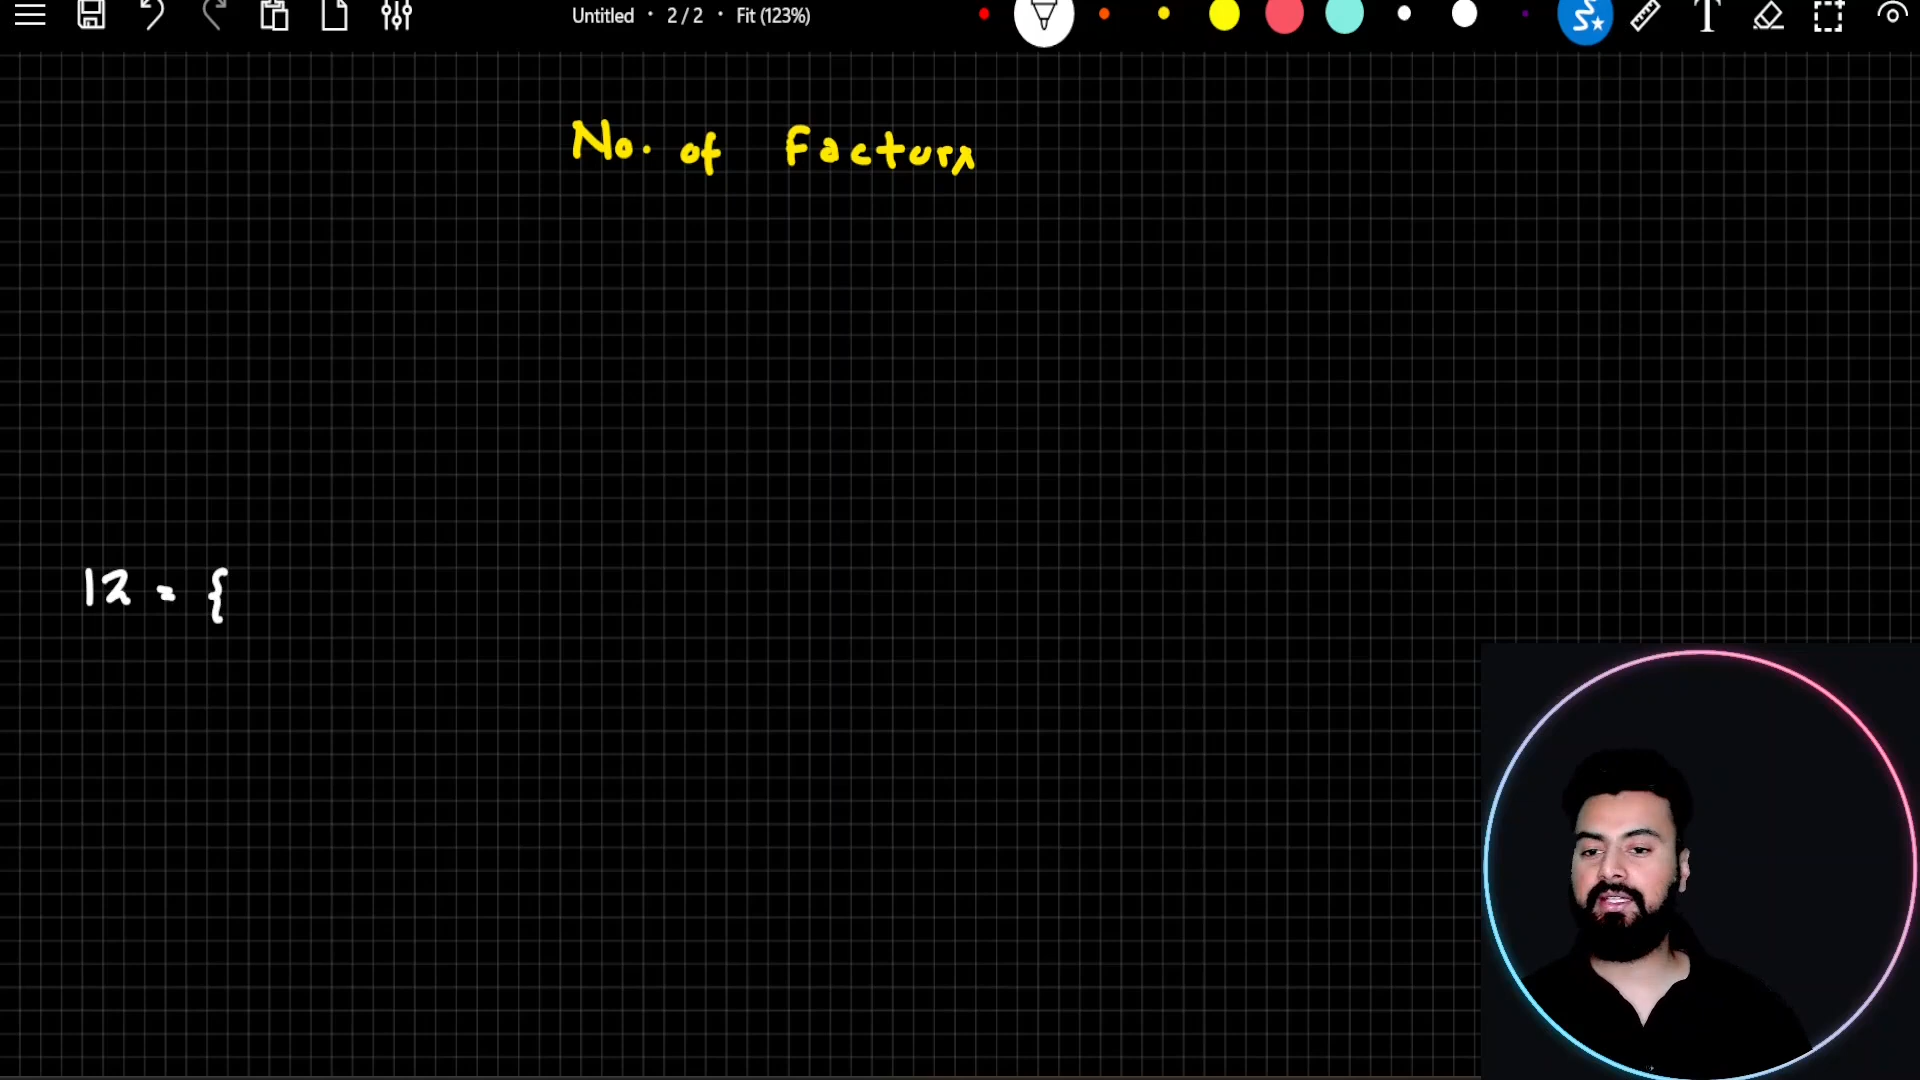 Untitled • 2 / 2 • Fit (123%)
No. of Factors
12 = {